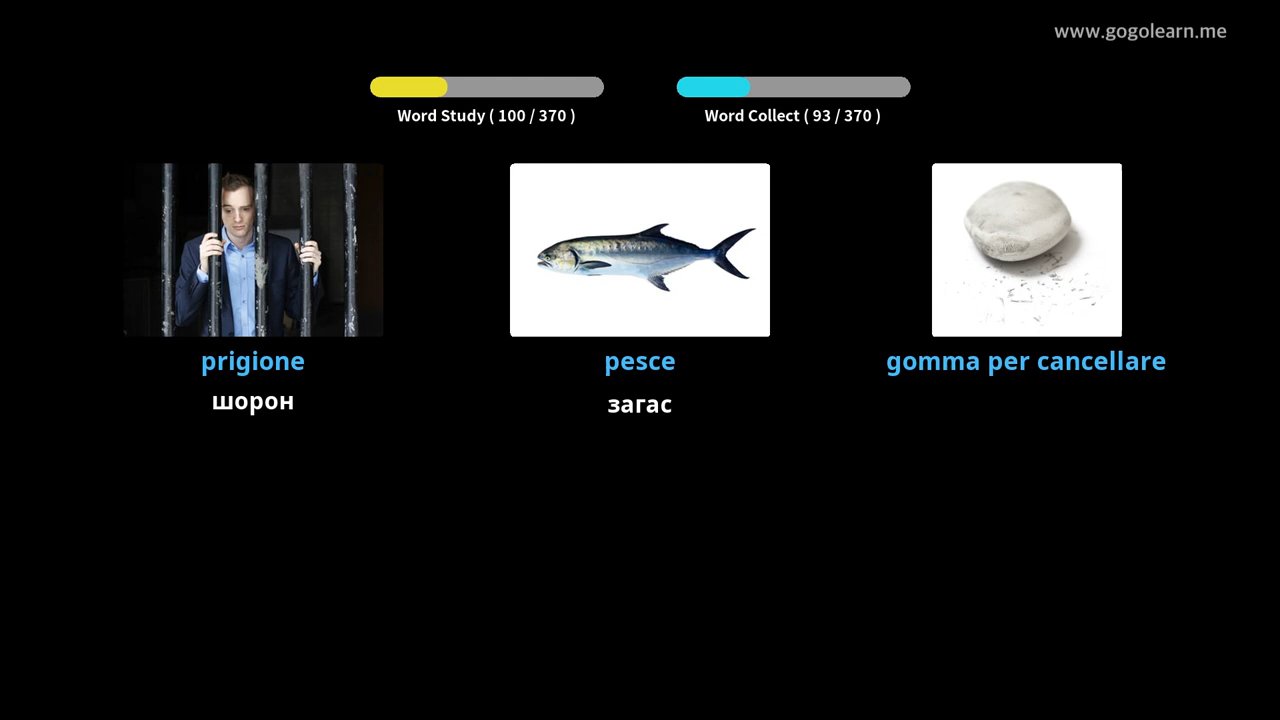 www.gogolearn.me
Word Study ( 100 / 370 )
Word Collect ( 93 / 370 )
prigione
pesce
gomma per cancellare
шорон
загас